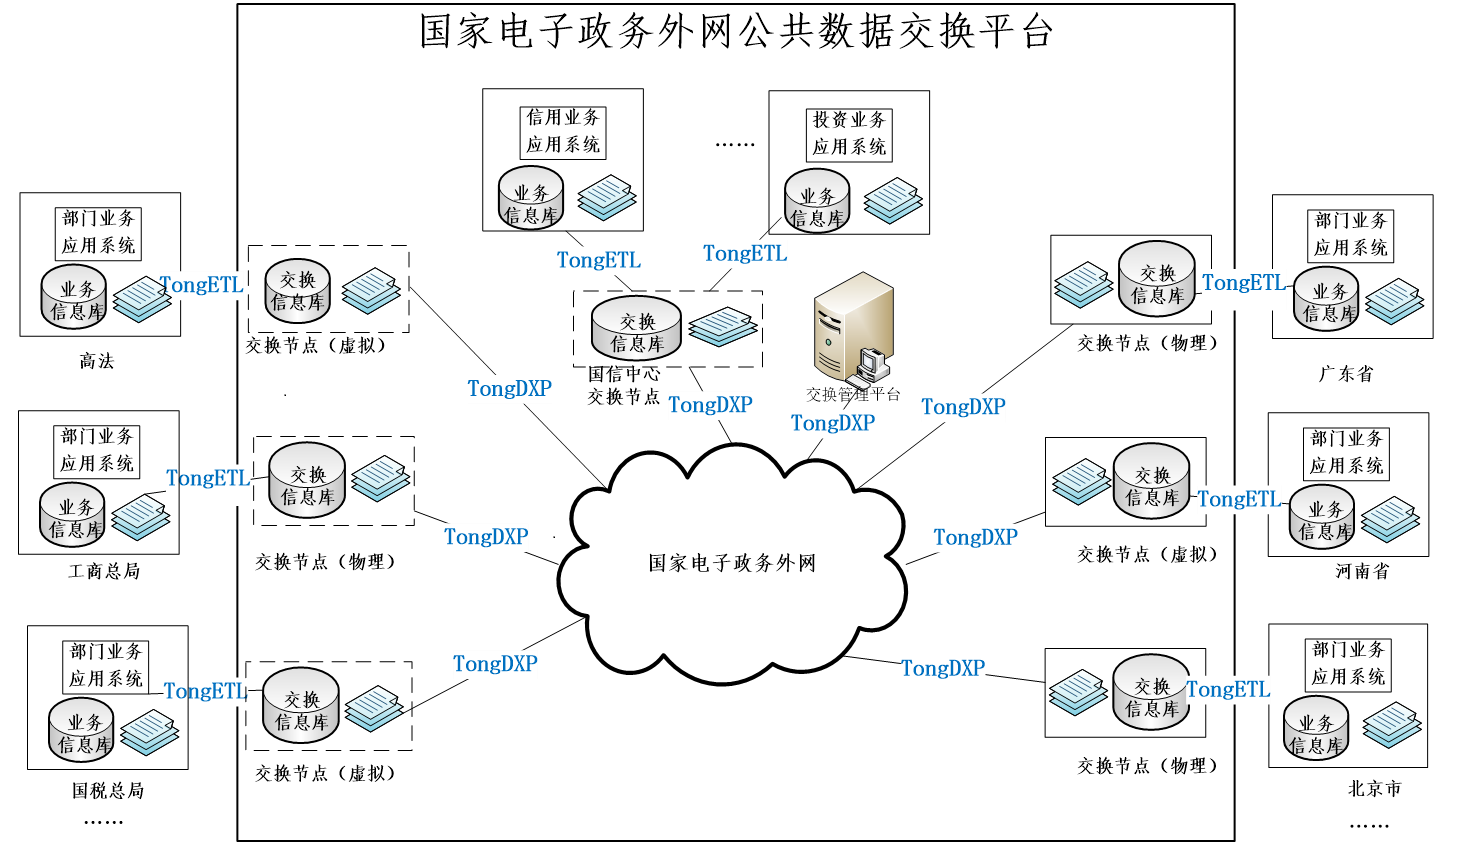 国家电子政务外网公共数据交换平台
信用业务
应用系统
业务
信息库
……
投资业务
应用系统
业务
信息库
TongETL
TongETL
交换
信息库
国信中心
交换节点
TongDXP
交换管理平台
TongDXP
部门业务
应用系统
业务
信息库
高法
TongETL
交换
信息库
交换节点（虚拟）
TongDXP
部门业务
应用系统
业务
信息库
工商总局
TongETL
交换
信息库
交换节点（物理）
TongDXP
部门业务
应用系统
业务
信息库
国税总局
……
TongETL
交换
信息库
交换节点（虚拟）
TongDXP
国家电子政务外网
TongDXP
交换
信息库
交换节点（物理）
TongETL
部门业务
应用系统
业务
信息库
广东省
TongDXP
交换
信息库
交换节点（虚拟）
TongETL
部门业务
应用系统
业务
信息库
河南省
TongDXP
交换
信息库
交换节点（物理）
TongETL
部门业务
应用系统
业务
信息库
北京市
……